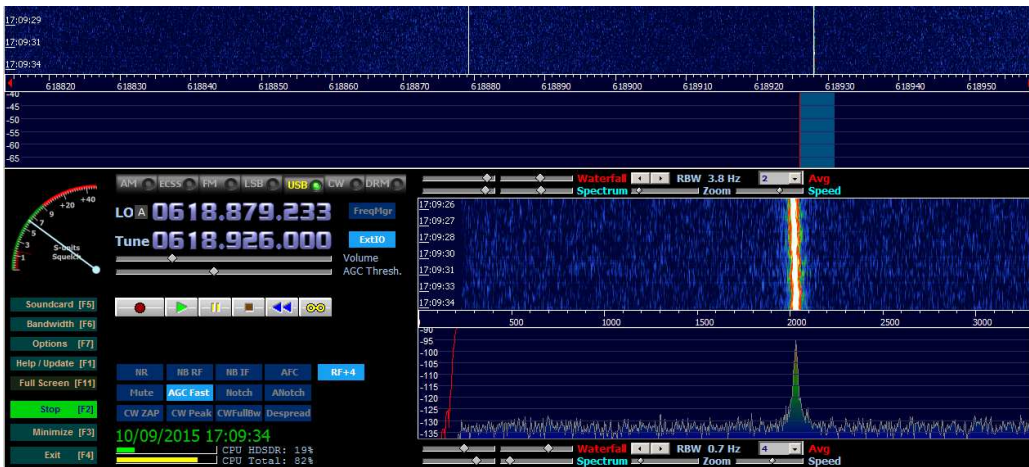 17:09:29
17:09:31
17:09:34
618820 618830 618840 618850 618860 618870 618880 618890 618900 618910 618920 618930 618940 618950
-40
-45
-50
-55
-60
-65
AM ECSS FM LSB USB CW DRM
LO A 0618.879.233 FreqMgr
Tune 0618.926.000 ExtIO
Volume
AGC Thresh.
+40
+20
9
7
5
3
1
S-units
Squelch
Soundcard [F5]
Bandwidth [F6]
Options [F7]
Help / Update [F1]
Full Screen [F11]
Stop [F2]
Minimize [F3]
Exit [F4]
NR NB RF NB IF AFC RF+4
Mute AGC Fast Notch ANotch
CW ZAP CW Peak CWFullBw Despread
10/09/2015 17:09:34
CPU HDSDR: 19%
CPU Total: 82%
Waterfall RBW 3.8 Hz 2 Avg
Spectrum Zoom Speed
17:09:26
17:09:27
17:09:28
17:09:30
17:09:31
17:09:33
17:09:34
500 1000 1500 2000 2500 3000
-90
-95
-100
-105
-110
-115
-120
-125
-130
-135
Waterfall RBW 0.7 Hz 4 Avg
Spectrum Zoom Speed